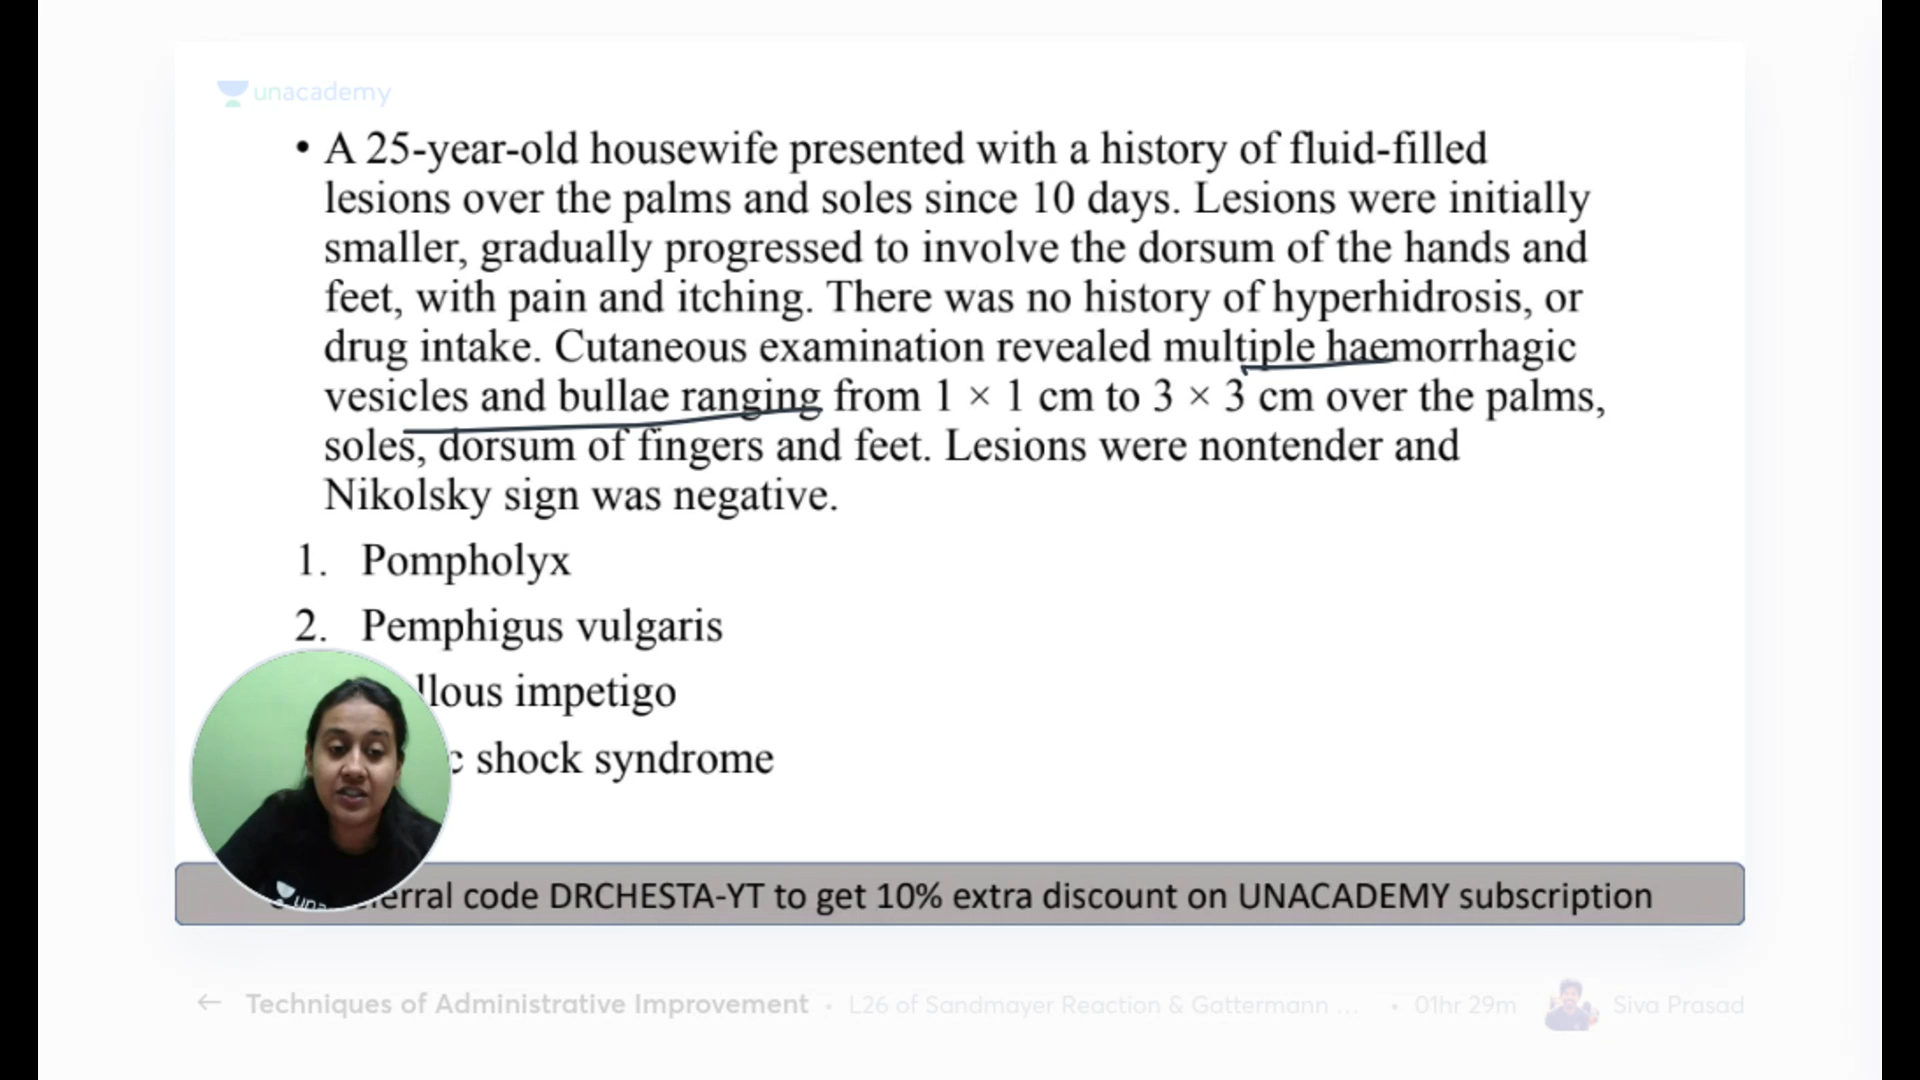 unacademy
• A 25-year-old housewife presented with a history of fluid-filled
lesions over the palms and soles since 10 days. Lesions were initially
smaller, gradually progressed to involve the dorsum of the hands and
feet, with pain and itching. There was no history of hyperhidrosis, or
drug intake. Cutaneous examination revealed multiple haemorrhagic
vesicles and bullae ranging from 1 × 1 cm to 3 × 3 cm over the palms,
soles, dorsum of fingers and feet. Lesions were nontender and
Nikolsky sign was negative.
1. Pompholyx
2. Pemphigus vulgaris
llous impetigo
c shock syndrome
erral code DRCHESTA-YT to get 10% extra discount on UNACADEMY subscription
← Techniques of Administrative Improvement • L26 of Sandmayer Reaction & Gattermann ... • 01hr 29m Siva Prasad